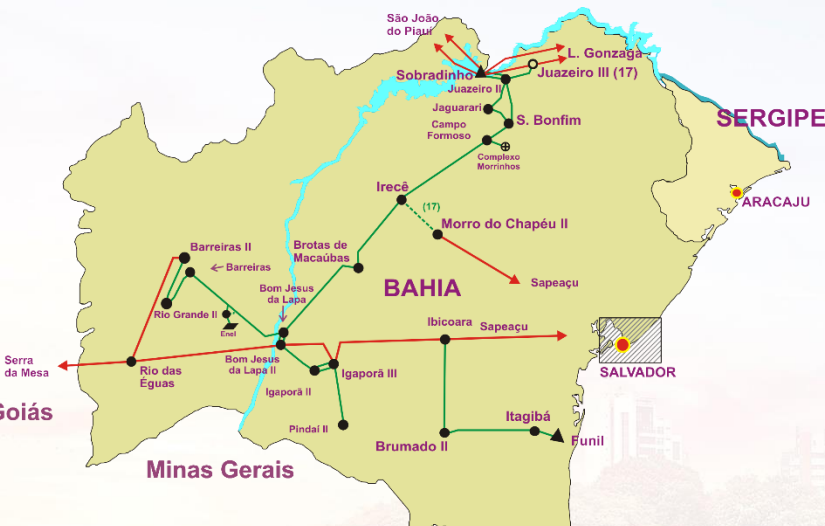 São João
do Piaui
L. Gonzaga
Sobradinho
Juazeiro III (17)
Juazeiro II
Jaguarari
S. Bonfim
SERGIPE
Campo
Formoso
Complexo
Morrinhos
Irecê
(17)
ARACAJU
Morro do Chapéu II
Barreiras II
Brotas de
Macaúbas
Barreiras
BAHIA
Sapeaçu
Bom Jesus
da Lapa
Rio Grande II
Enel
Ibicoara
Sapeaçu
Serra
da Mesa
Rio das
Éguas
Bom Jesus
da Lapa II
Igaporã III
SALVADOR
Igaporã II
Goiás
Pindaí II
Itagibá
Brumado II
Funil
Minas Gerais